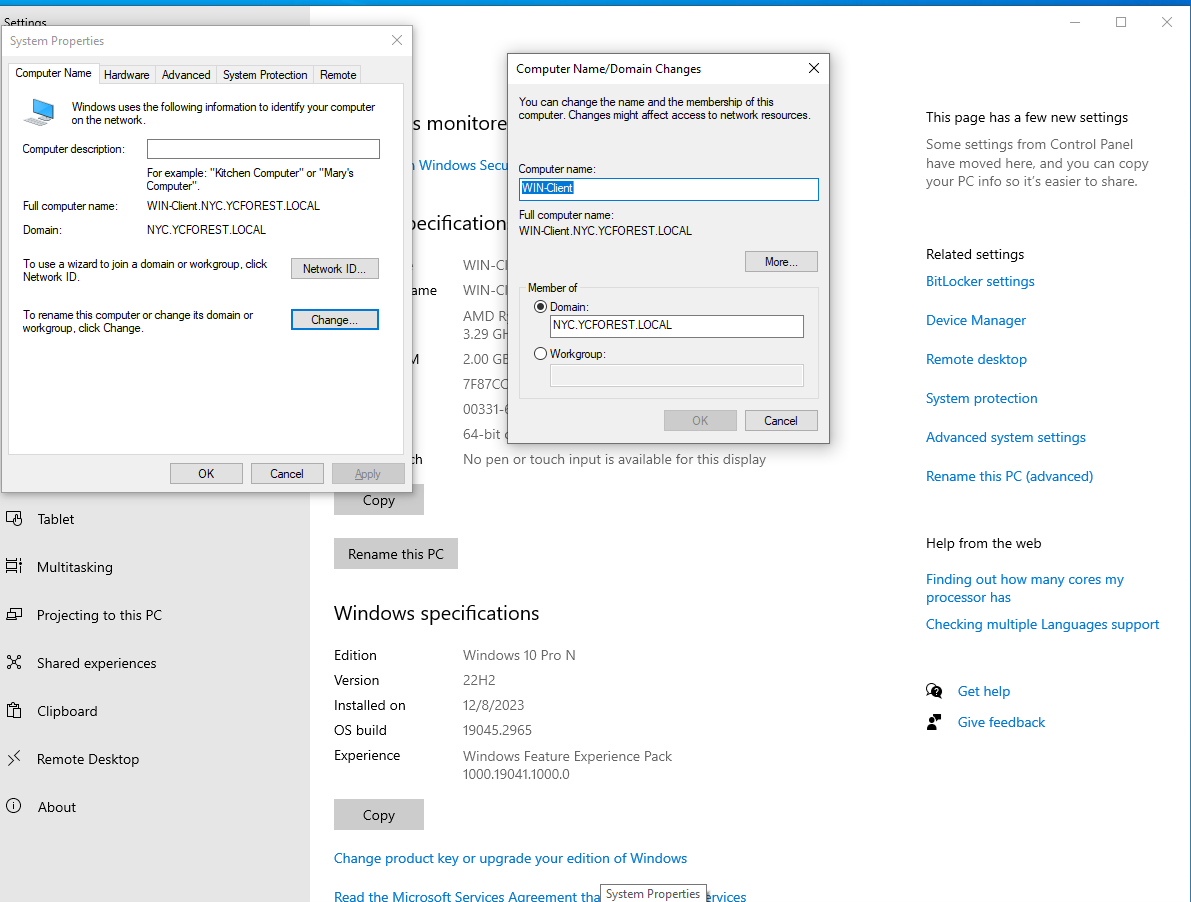 Settings
System Properties
Computer Name
Hardware
Advanced
System Protection
Remote
Windows uses the following information to identify your computer
on the network.
Computer description:
For example: "Kitchen Computer" or "Mary's
Computer".
Full computer name:
WIN-Client.NYC.YCFOREST.LOCAL
Domain:
NYC.YCFOREST.LOCAL
To use a wizard to join a domain or workgroup, click
Network ID.
Network ID...
To rename this computer or change its domain or
workgroup, click Change.
Change...
OK
Cancel
Apply
Computer Name/Domain Changes
You can change the name and the membership of this
computer. Changes might affect access to network resources.
Computer name:
WIN-Client
Full computer name:
WIN-Client.NYC.YCFOREST.LOCAL
More...
Member of
Domain:
NYC.YCFOREST.LOCAL
Workgroup:
OK
Cancel
s monitore
Windows Secu
pecification
WIN-Cl
ame
WIN-Cl
AMD R
3.29 GH
2.00 GB
7F87CC
00331-6
64-bit
No pen or touch input is available for this display
Copy
Rename this PC
Windows specifications
Edition
Windows 10 Pro N
Version
22H2
Installed on
12/8/2023
OS build
19045.2965
Experience
Windows Feature Experience Pack
1000.19041.1000.0
Copy
Change product key or upgrade your edition of Windows
Read the Microsoft Services Agreement tha
System Properties
ervices
Tablet
Multitasking
Projecting to this PC
Shared experiences
Clipboard
Remote Desktop
About
This page has a few new settings
Some settings from Control Panel
have moved here, and you can copy
your PC info so it's easier to share.
Related settings
BitLocker settings
Device Manager
Remote desktop
System protection
Advanced system settings
Rename this PC (advanced)
Help from the web
Finding out how many cores my
processor has
Checking multiple Languages support
Get help
Give feedback